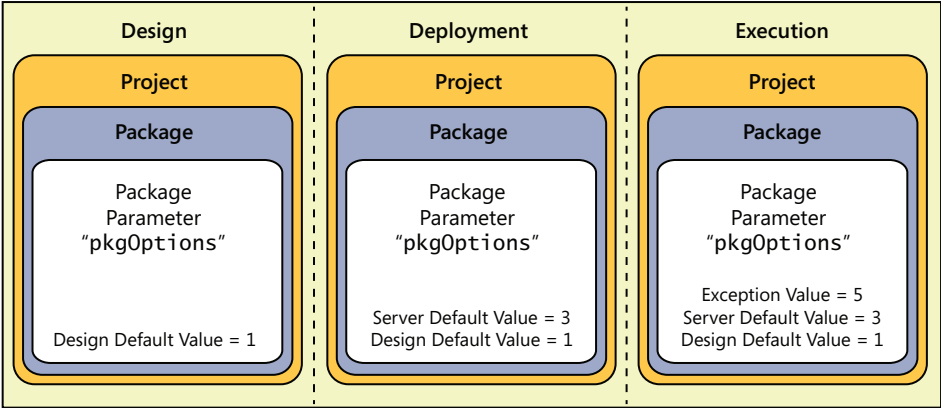 Design
Project
Package
Package
Parameter
“pkgOptions”
Design Default Value = 1
Deployment
Project
Package
Package
Parameter
“pkgOptions”
Server Default Value = 3
Design Default Value = 1
Execution
Project
Package
Package
Parameter
“pkgOptions”
Exception Value = 5
Server Default Value = 3
Design Default Value = 1